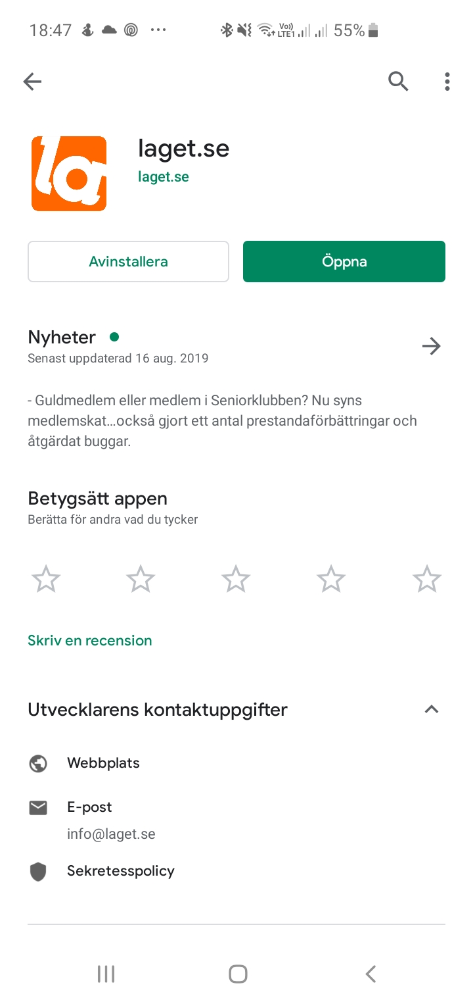 18:47 Vo)) LTE1 55%
la
laget.se
laget.se
Avinstallera
Öppna
Nyheter
Senast uppdaterad 16 aug. 2019
- Guldmedlem eller medlem i Seniorklubben? Nu syns
medlemskat…också gjort ett antal prestandaförbättringar och
åtgärdat buggar.
Betygsätt appen
Berätta för andra vad du tycker
Skriv en recension
Utvecklarens kontaktuppgifter
Webbplats
E-post
info@laget.se
Sekretesspolicy